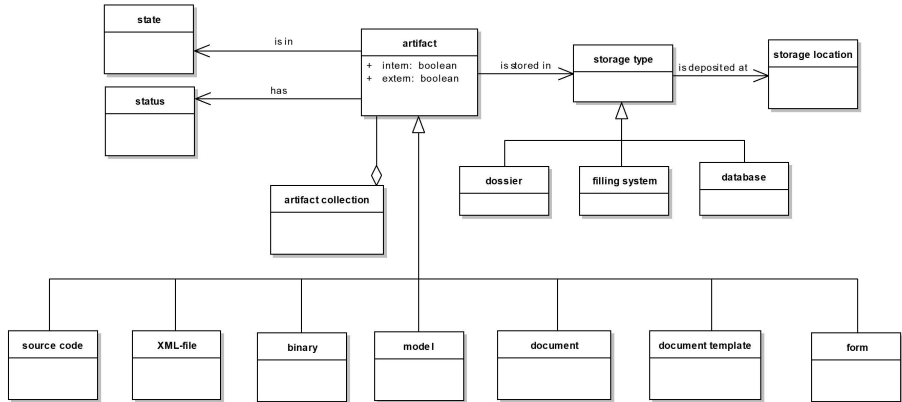 state
is in
artifact
+ intern: boolean
+ extern: boolean
is stored in
storage type
is deposited at
storage location
status
has
artifact collection
dossier
filling system
database
source code
XML-file
binary
model
document
document template
form